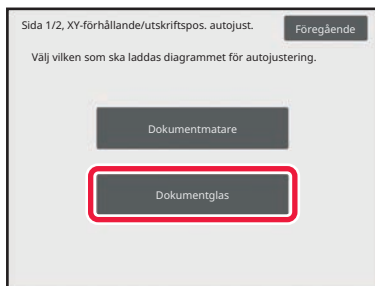 Sida 1/2, XY-förhållande/utskriftspos. autojust.
Föregående
Välj vilken som ska laddas diagrammet för autojustering.
Dokumentmatare
Dokumentglas